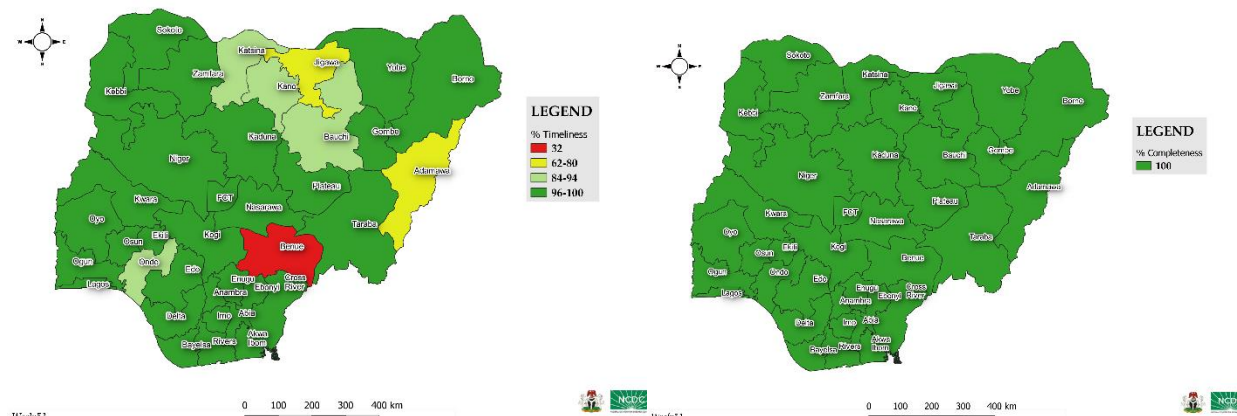 N
W E
S
Sokoto
Katsina
Jigawa
Yobe
Borno
Zamfara
Kebbi
Kano
Kaduna
Bauchi
Gombe
Niger
Adamawa
Plateau
FCT
Kwara
Nasarawa
Oyo
Taraba
Osun
Ekiti
Kogi
Benue
Ogun
Ondo
Edo
Lagos
Enugu
Ebonyi
Cross
River
Anambra
Delta
Imo
Abia
Bayelsa
Rivers
Akwa
Ibom
LEGEND
% Timeliness
32
62-80
84-94
96-100
0 100 200 300 400 km
NCDC
N
W E
S
Sokoto
Katsina
Jigawa
Yobe
Borno
Zamfara
Kebbi
Kano
Kaduna
Bauchi
Gombe
Niger
Adamawa
Plateau
Kwara
FCT
Nasarawa
Oyo
Taraba
Osun
Ekiti
Kogi
Benue
Ogun
Ondo
Edo
Lagos
Enugu
Ebonyi
Cross
River
Anambra
Delta
Imo
Abia
Bayelsa
Rivers
Akwa
Ibom
LEGEND
% Completeness
100
0 100 200 300 400 km
NCDC